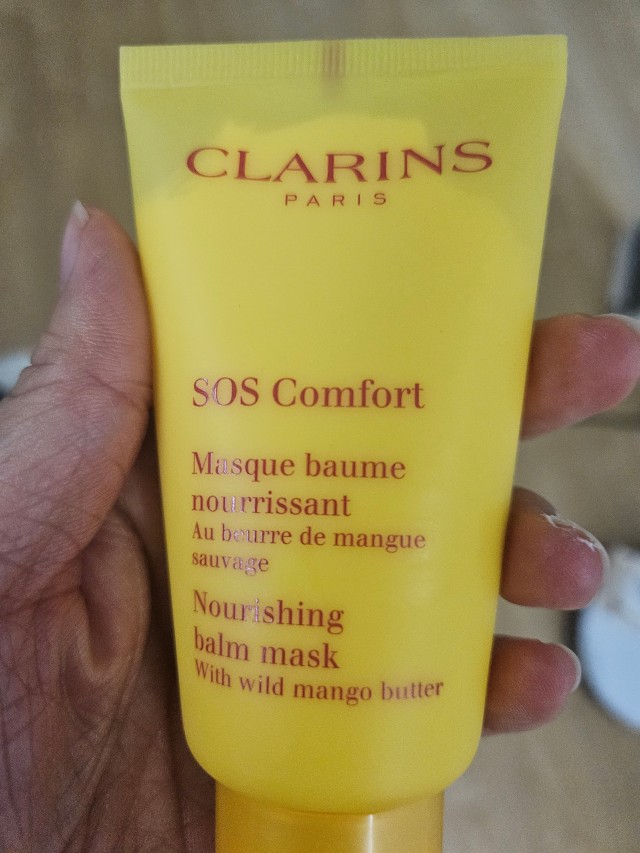 CLARINS
PARIS
SOS Comfort
Masque baume
nourrissant
Au beurre de mangue
sauvage
Nourishing
balm mask
With wild mango butter